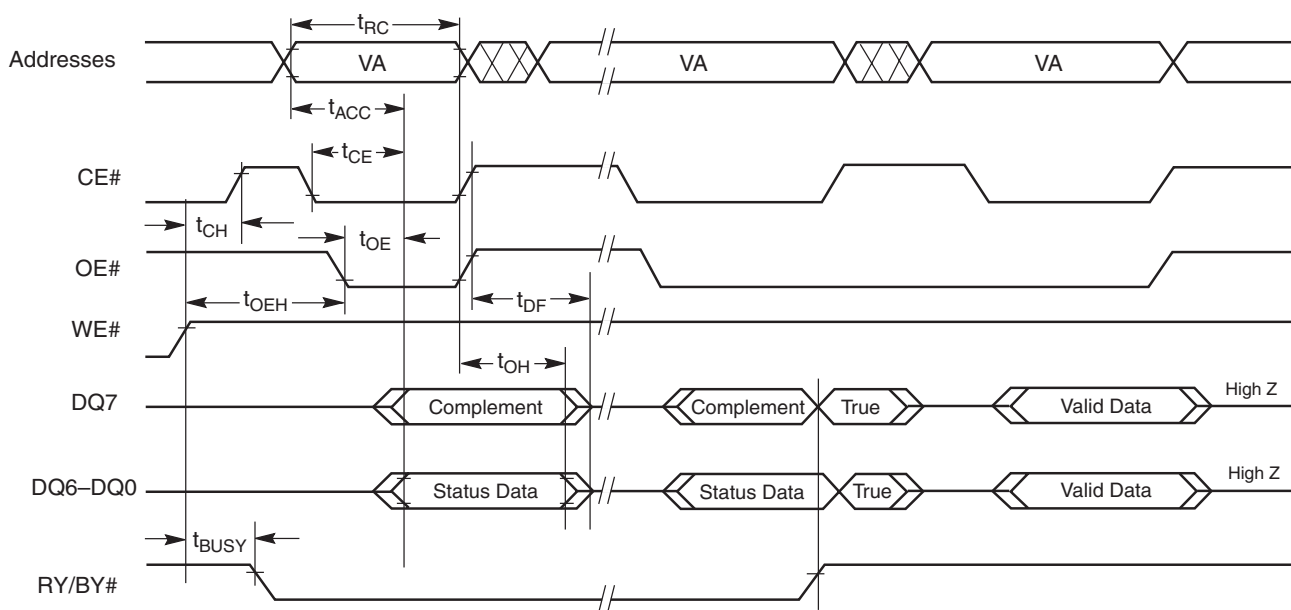 tRC
Addresses VA VA VA
tACC
tCE
CE#
tCH tOE
OE#
tOEH tDF
WE#
tOH
DQ7 Complement Complement True Valid Data High Z
DQ6–DQ0 Status Data Status Data True Valid Data High Z
tBUSY
RY/BY#